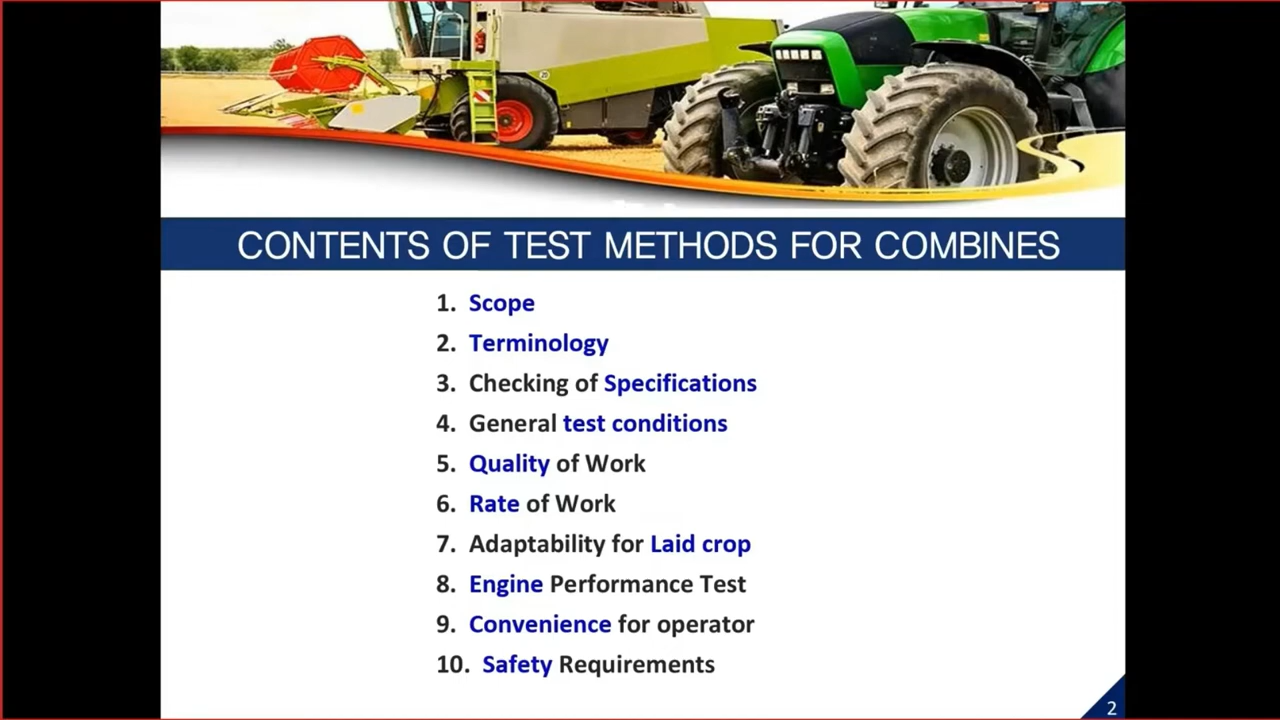 CONTENTS OF TEST METHODS FOR COMBINES
1. Scope
2. Terminology
3. Checking of Specifications
4. General test conditions
5. Quality of Work
6. Rate of Work
7. Adaptability for Laid crop
8. Engine Performance Test
9. Convenience for operator
10. Safety Requirements
2